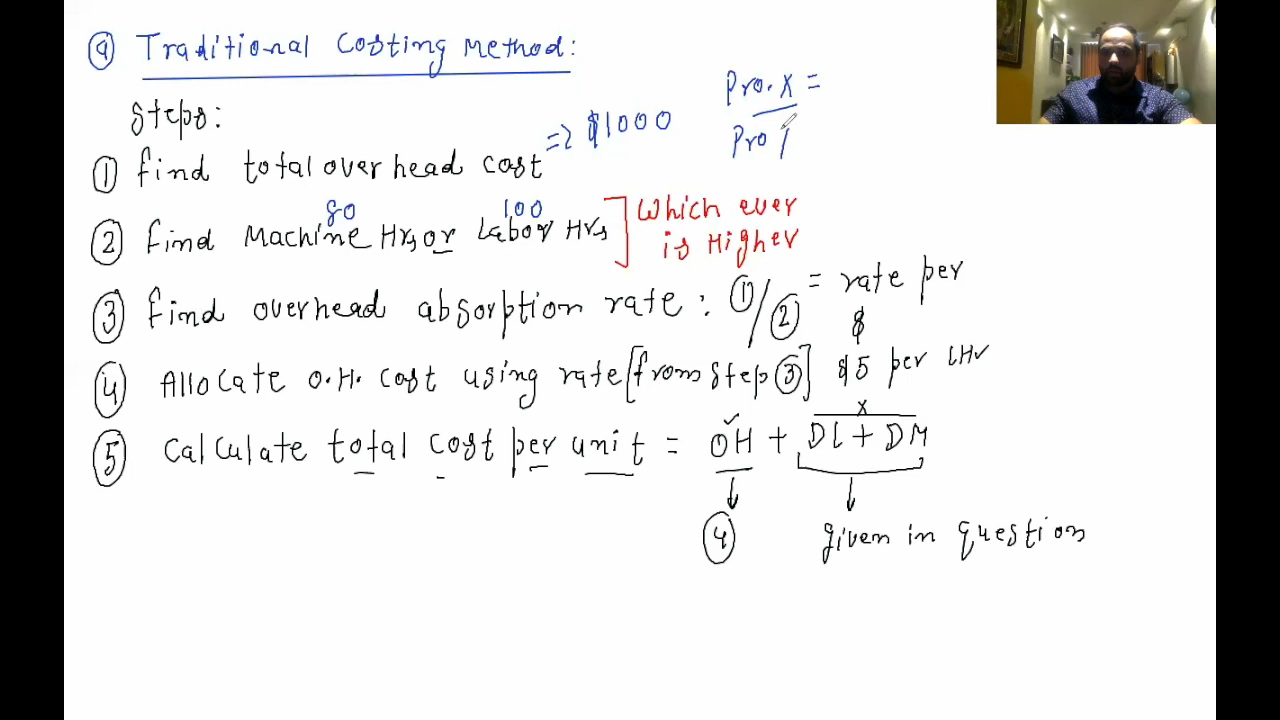 a Traditional Costing Method:
Steps:
Pro. X =
Pro Y
① find total over head cost => $1000
80 100
② find Machine Hrs or Labor Hrs ] Which ever
is Higher
③ find overhead absorption rate : ①/② = rate per
$
④ Allocate O.H. cost using rate [from step ③] $5 per LHr
x
⑤ Calculate total cost per unit = OH + DL + DM
④ given in question